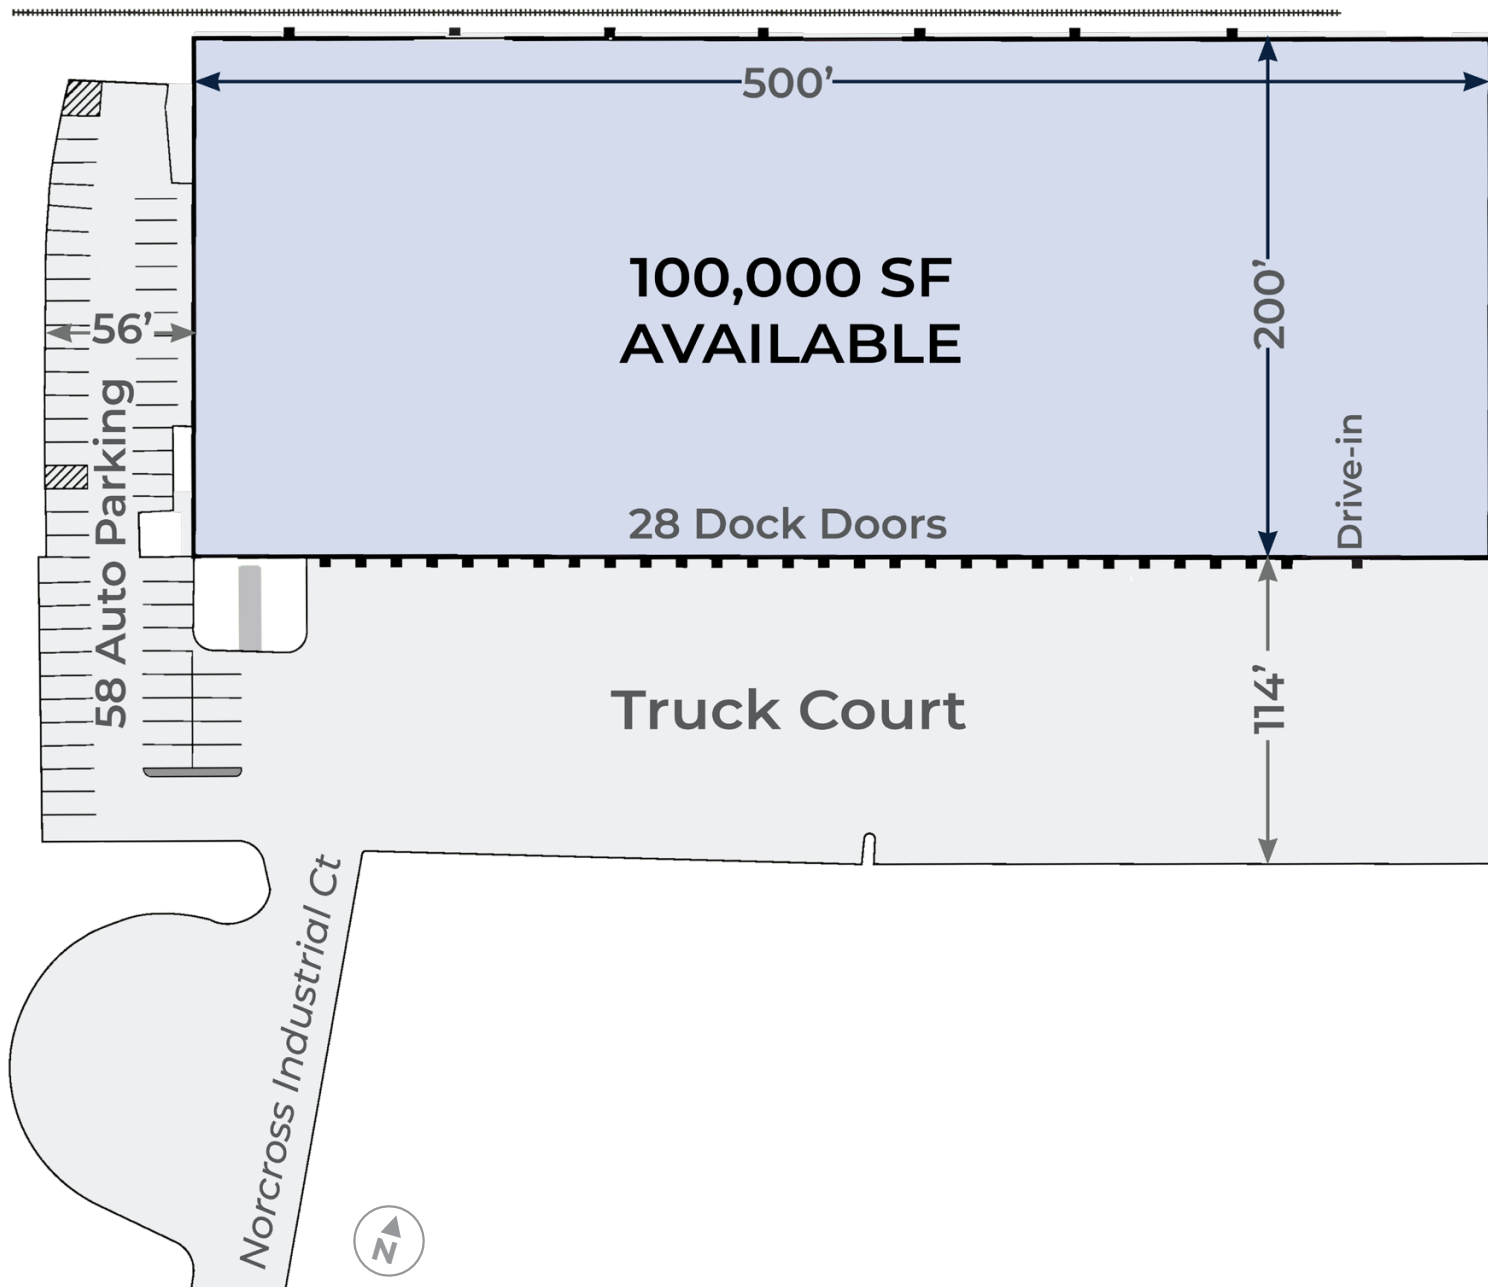 500’
100,000 SF
AVAILABLE
200’
56’
58 Auto Parking
Drive-in
28 Dock Doors
Truck Court
114’
Norcross Industrial Ct
N